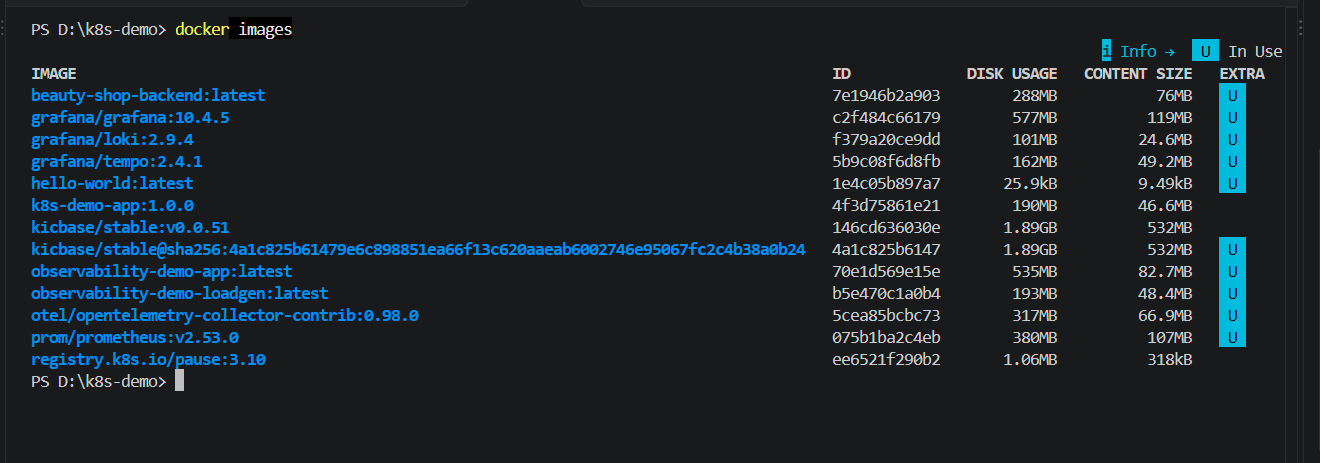 PS D:\k8s-demo> docker images
i Info → U In Use
IMAGE ID DISK USAGE CONTENT SIZE EXTRA
beauty-shop-backend:latest 7e1946b2a903 288MB 76MB U
grafana/grafana:10.4.5 c2f484c66179 577MB 119MB U
grafana/loki:2.9.4 f379a20ce9dd 101MB 24.6MB U
grafana/tempo:2.4.1 5b9c08f6d8fb 162MB 49.2MB U
hello-world:latest 1e4c05b897a7 25.9kB 9.49kB U
k8s-demo-app:1.0.0 4f3d75861e21 190MB 46.6MB
kicbase/stable:v0.0.51 146cd636030e 1.89GB 532MB
kicbase/stable@sha256:4a1c825b61479e6c898851ea66f13c620aaeab6002746e95067fc2c4b38a0b24 4a1c825b6147 1.89GB 532MB U
observability-demo-app:latest 70e1d569e15e 535MB 82.7MB U
observability-demo-loadgen:latest b5e470c1a0b4 193MB 48.4MB U
otel/opentelemetry-collector-contrib:0.98.0 5cea85bcbc73 317MB 66.9MB U
prom/prometheus:v2.53.0 075b1ba2c4eb 380MB 107MB U
registry.k8s.io/pause:3.10 ee6521f290b2 1.06MB 318kB
PS D:\k8s-demo>